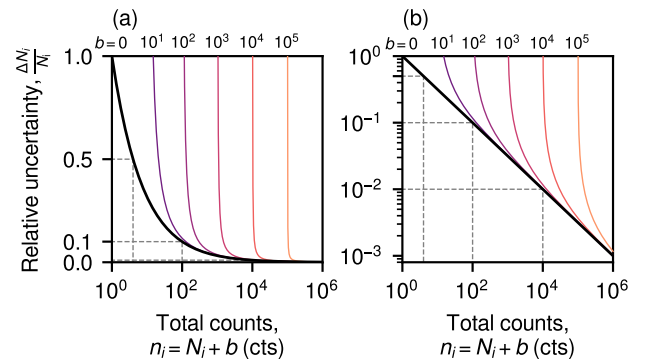 (a)
b = 0 10¹ 10² 10³ 10⁴ 10⁵
Relative uncertainty, ΔNᵢ/Nᵢ
1.0
0.5
0.1
0.0
10⁰ 10² 10⁴ 10⁶
Total counts,
nᵢ = Nᵢ + b (cts)
(b)
b = 0 10¹ 10² 10³ 10⁴ 10⁵
10⁰
10⁻¹
10⁻²
10⁻³
10⁰ 10² 10⁴ 10⁶
Total counts,
nᵢ = Nᵢ + b (cts)